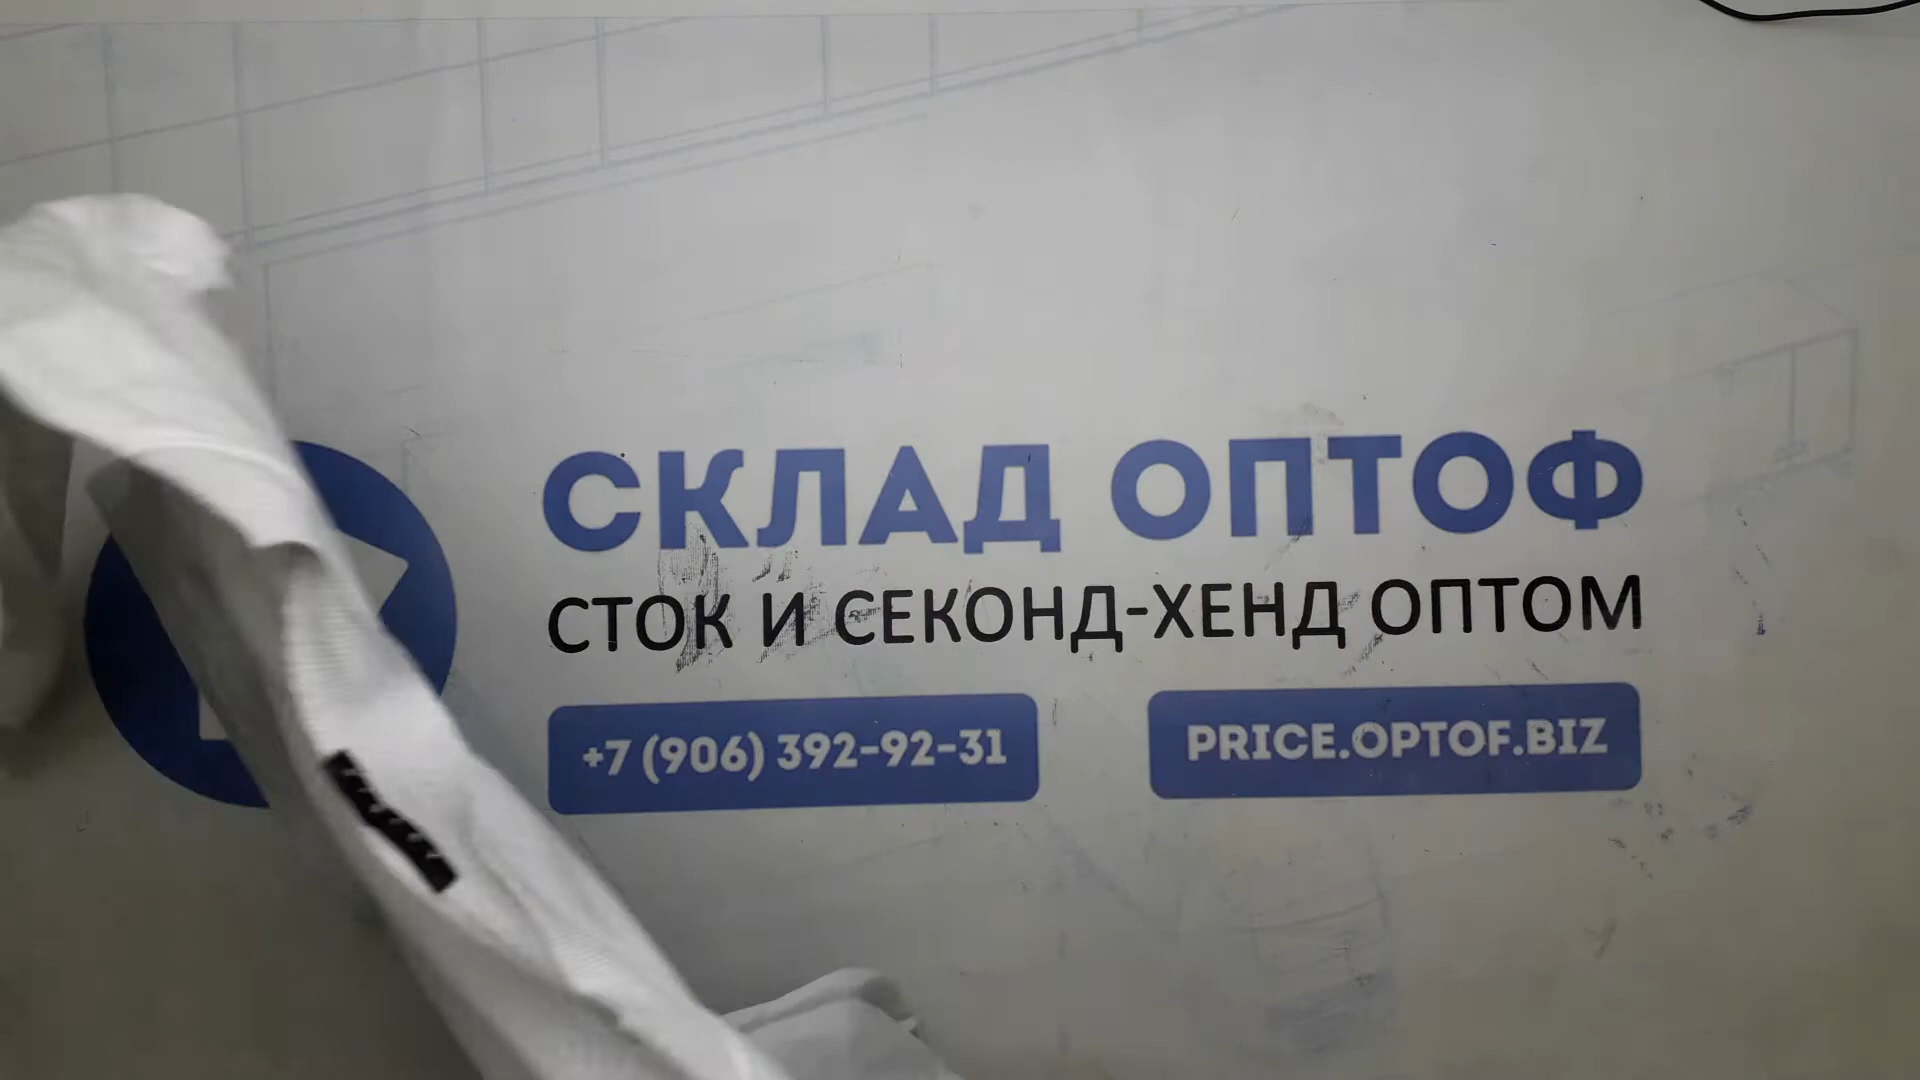 СКЛАД ОПТОФ
СТОК И СЕКОНД-ХЕНД ОПТОМ
+7 (906) 392-92-31
PRICE.OPTOF.BIZ